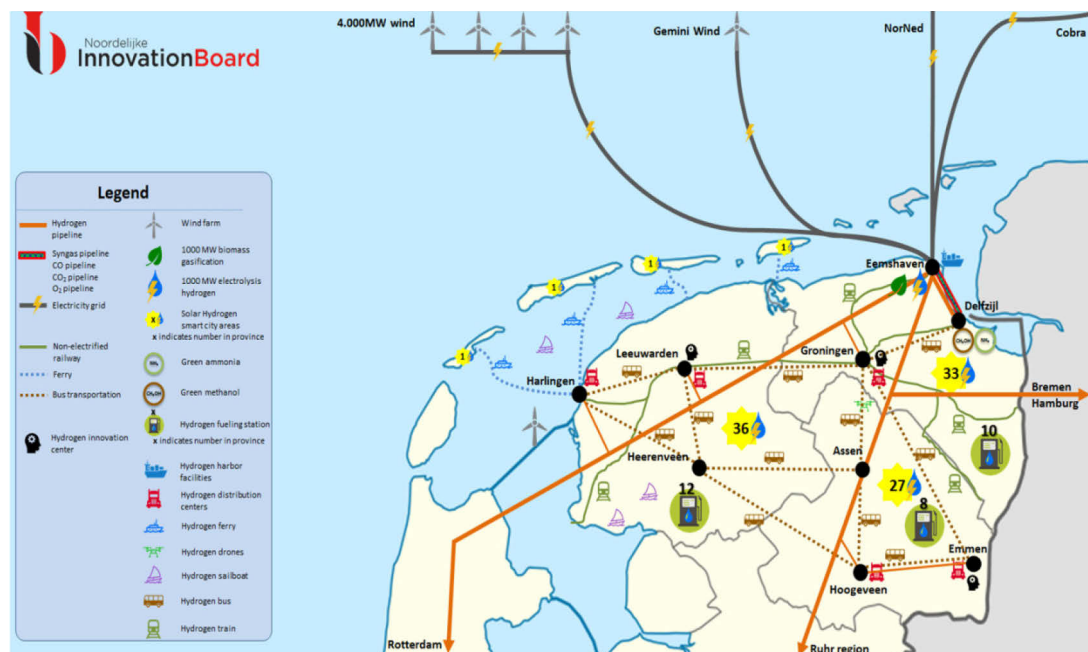 4.000MW wind
Gemini Wind
NorNed
Cobra
Noordelijke
InnovationBoard
Legend
Hydrogen
pipeline
Syngas pipeline
CO pipeline
CO₂ pipeline
O₂ pipeline
Electricity grid
Non-electrified
railway
Ferry
Bus transportation
Hydrogen innovation
center
Wind farm
1000 MW biomass
gasification
1000 MW electrolysis
hydrogen
x
Solar Hydrogen
smart city areas
x indicates number in province
NH₃
Green ammonia
CH₃OH
Green methanol
x
Hydrogen fueling station
x indicates number in province
Hydrogen harbor
facilities
Hydrogen distribution
centers
Hydrogen ferry
Hydrogen drones
Hydrogen sailboat
Hydrogen bus
Hydrogen train
1
1
1
1
Eemshaven
Delfzijl
CH₃OH
NH₃
Groningen
Leeuwarden
Harlingen
33
Bremen
Hamburg
36
10
Heerenveen
Assen
27
12
8
Emmen
Hoogeveen
Rotterdam
Ruhr region